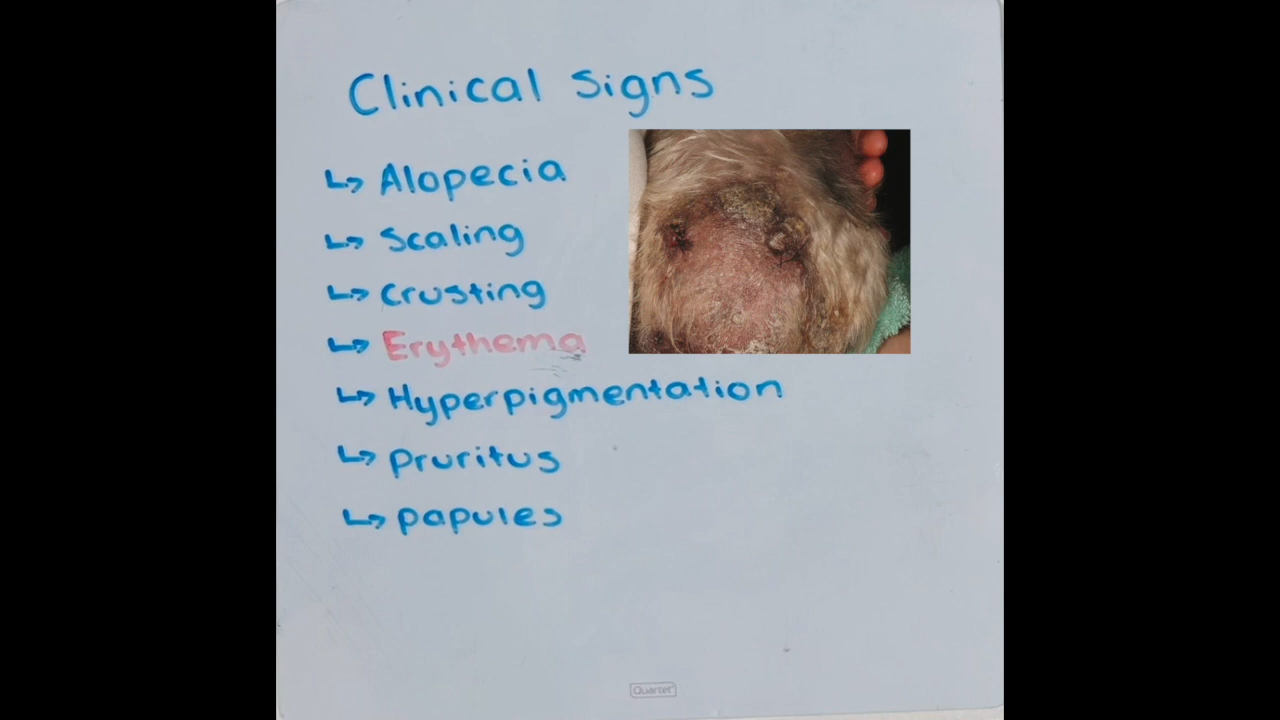 Clinical Signs
↳ Alopecia
↳ Scaling
↳ Crusting
↳ Erythema
↳ Hyperpigmentation
↳ Pruritus
↳ papules
Quartet